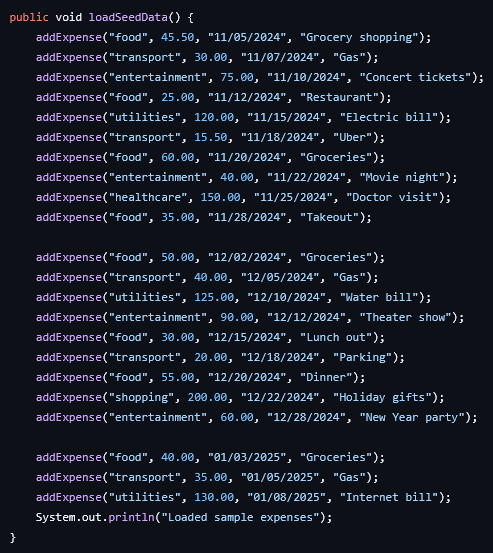 public void loadSeedData() {
    addExpense("food", 45.50, "11/05/2024", "Grocery shopping");
    addExpense("transport", 30.00, "11/07/2024", "Gas");
    addExpense("entertainment", 75.00, "11/10/2024", "Concert tickets");
    addExpense("food", 25.00, "11/12/2024", "Restaurant");
    addExpense("utilities", 120.00, "11/15/2024", "Electric bill");
    addExpense("transport", 15.50, "11/18/2024", "Uber");
    addExpense("food", 60.00, "11/20/2024", "Groceries");
    addExpense("entertainment", 40.00, "11/22/2024", "Movie night");
    addExpense("healthcare", 150.00, "11/25/2024", "Doctor visit");
    addExpense("food", 35.00, "11/28/2024", "Takeout");

    addExpense("food", 50.00, "12/02/2024", "Groceries");
    addExpense("transport", 40.00, "12/05/2024", "Gas");
    addExpense("utilities", 125.00, "12/10/2024", "Water bill");
    addExpense("entertainment", 90.00, "12/12/2024", "Theater show");
    addExpense("food", 30.00, "12/15/2024", "Lunch out");
    addExpense("transport", 20.00, "12/18/2024", "Parking");
    addExpense("food", 55.00, "12/20/2024", "Dinner");
    addExpense("shopping", 200.00, "12/22/2024", "Holiday gifts");
    addExpense("entertainment", 60.00, "12/28/2024", "New Year party");

    addExpense("food", 40.00, "01/03/2025", "Groceries");
    addExpense("transport", 35.00, "01/05/2025", "Gas");
    addExpense("utilities", 130.00, "01/08/2025", "Internet bill");
    System.out.println("Loaded sample expenses");
}